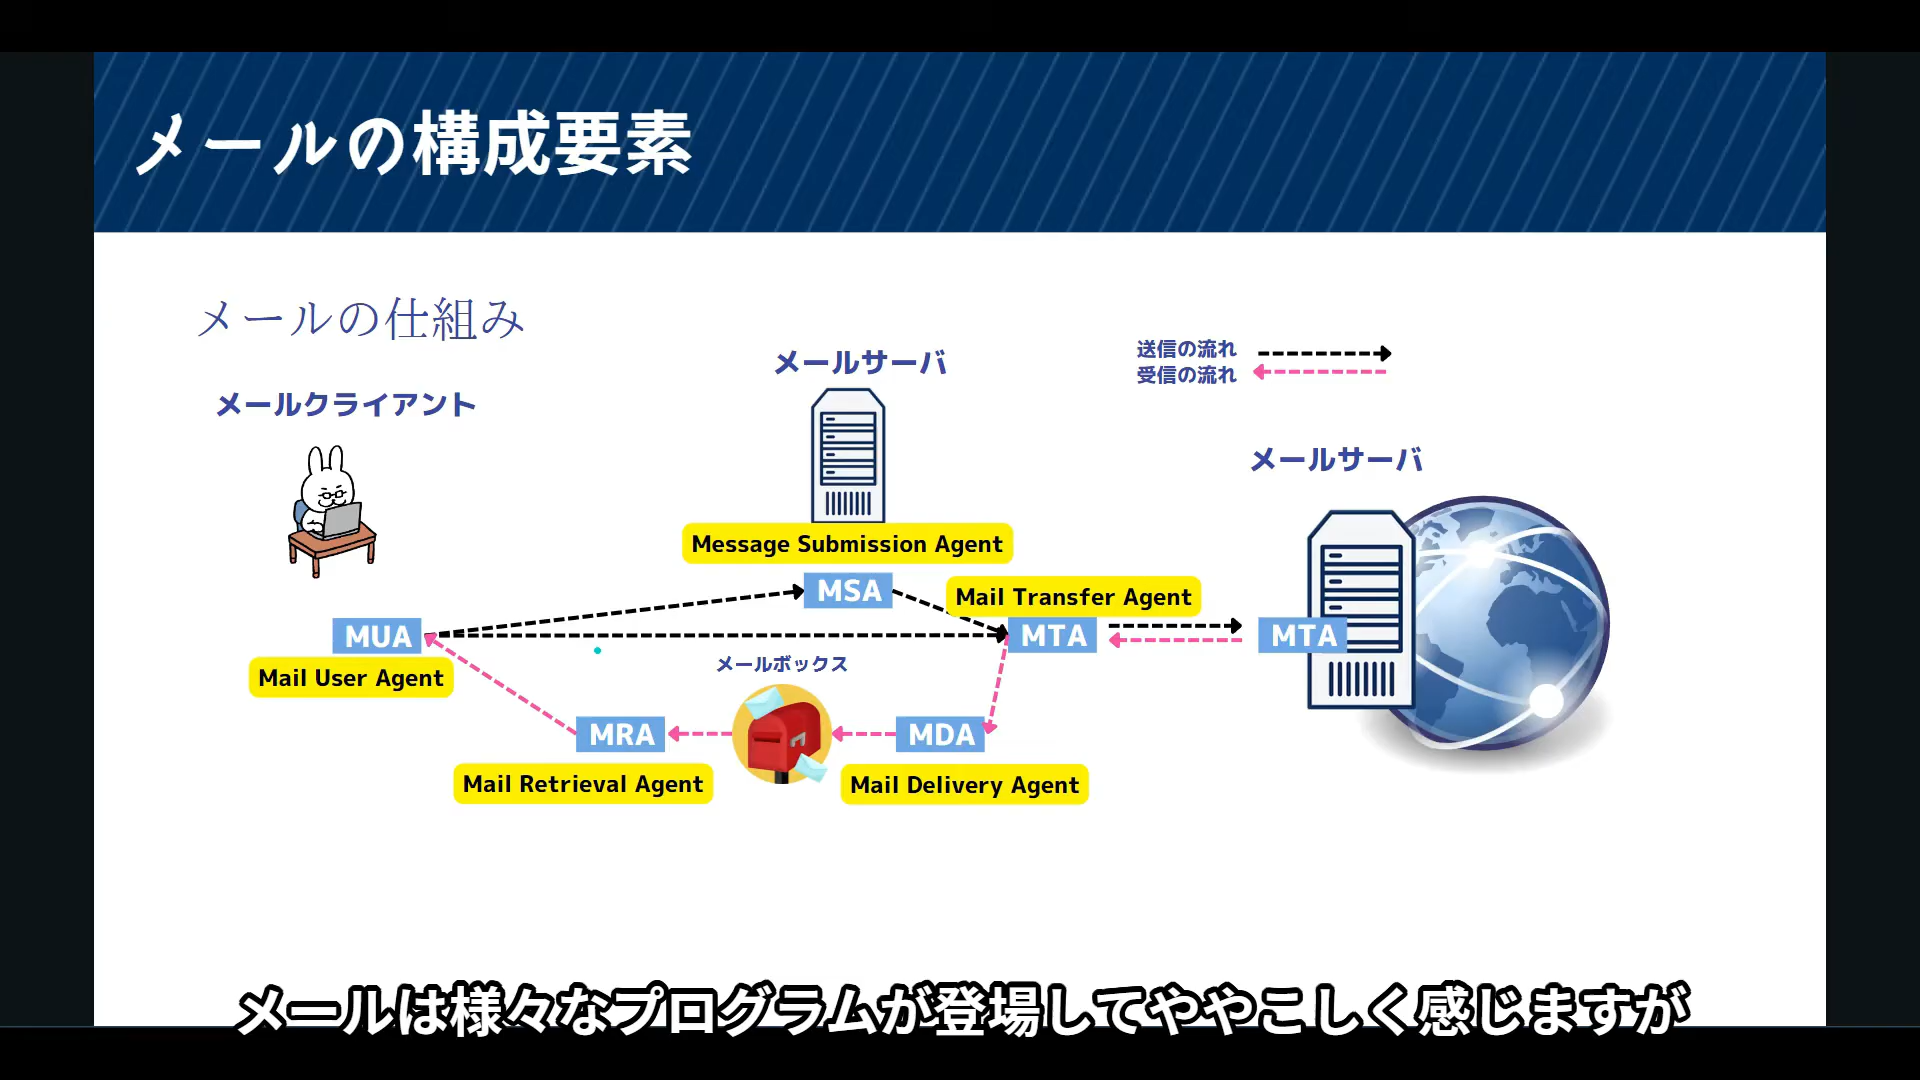 メールの構成要素
メールの仕組み
メールサーバ
送信の流れ
受信の流れ
メールクライアント
メールサーバ
Message Submission Agent
MSA
Mail Transfer Agent
MUA
MTA
MTA
Mail User Agent
メールボックス
MRA
MDA
Mail Retrieval Agent
Mail Delivery Agent
メールは様々なプログラムが登場してややこしく感じますが